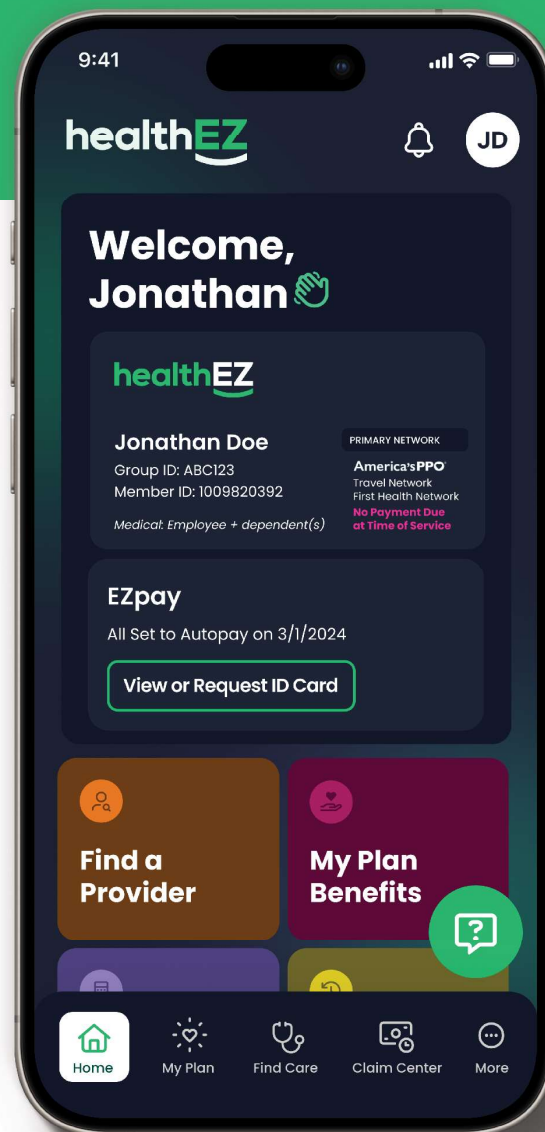 9:41
healthEZ
JD
Welcome,
Jonathan
healthEZ
Jonathan Doe
Group ID: ABC123
Member ID: 1009820392
Medical: Employee + dependent(s)
PRIMARY NETWORK
America'sPPO
Travel Network
First Health Network
No Payment Due
at Time of Service
EZpay
All Set to Autopay on 3/1/2024
View or Request ID Card
Find a
Provider
My Plan
Benefits
?
Home
My Plan
Find Care
Claim Center
More